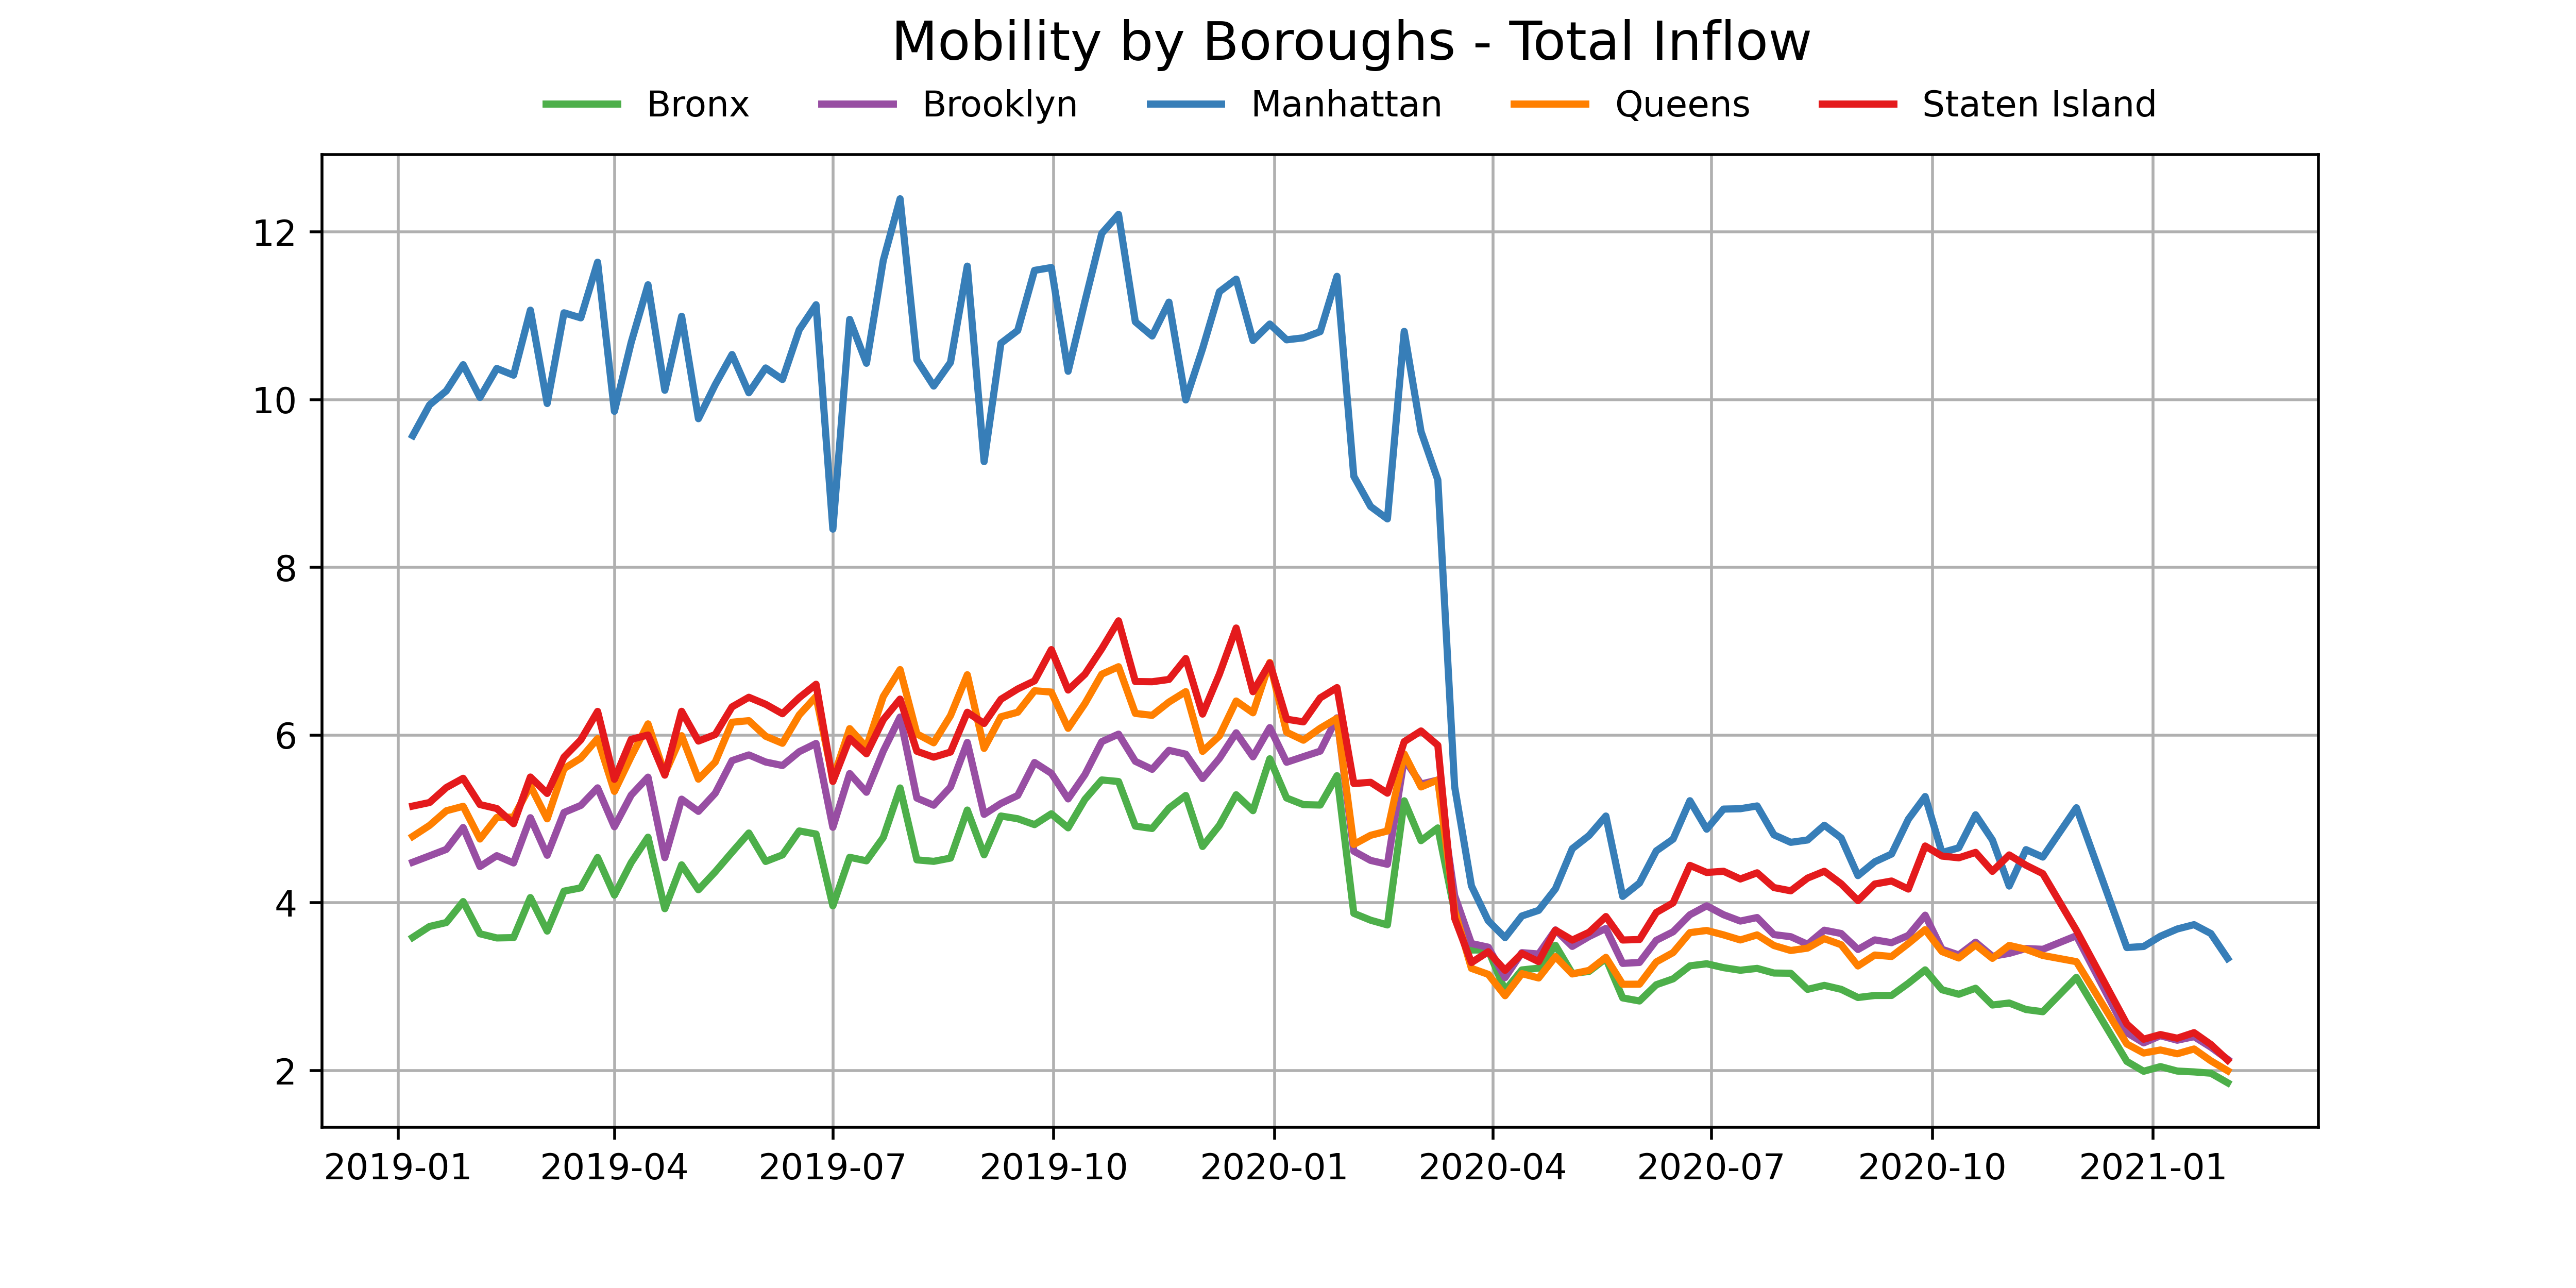 Mobility by Boroughs - Total Inflow
Bronx Brooklyn Manhattan Queens Staten Island
12
10
8
6
4
2
2019-01 2019-04 2019-07 2019-10 2020-01 2020-04 2020-07 2020-10 2021-01